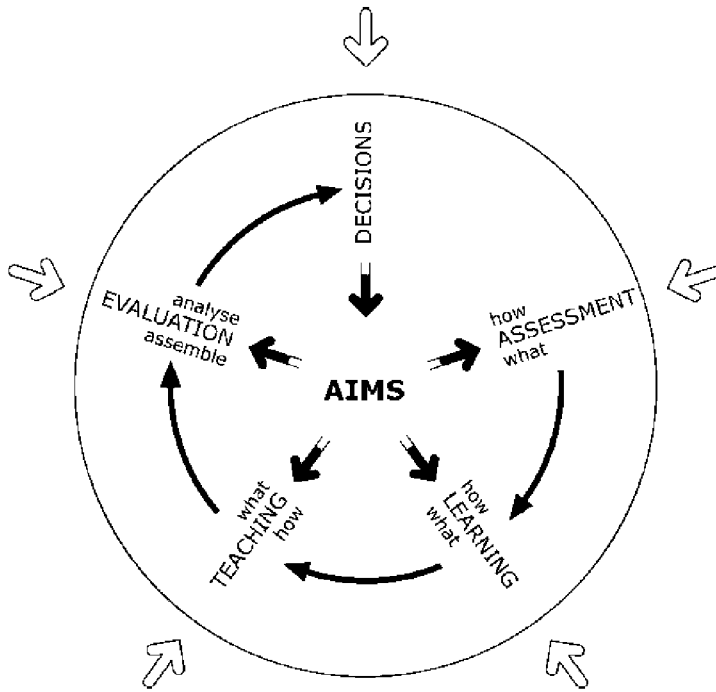 DECISIONS
how
ASSESSMENT
what
how
LEARNING
what
what
TEACHING
how
analyse
EVALUATION
assemble
AIMS